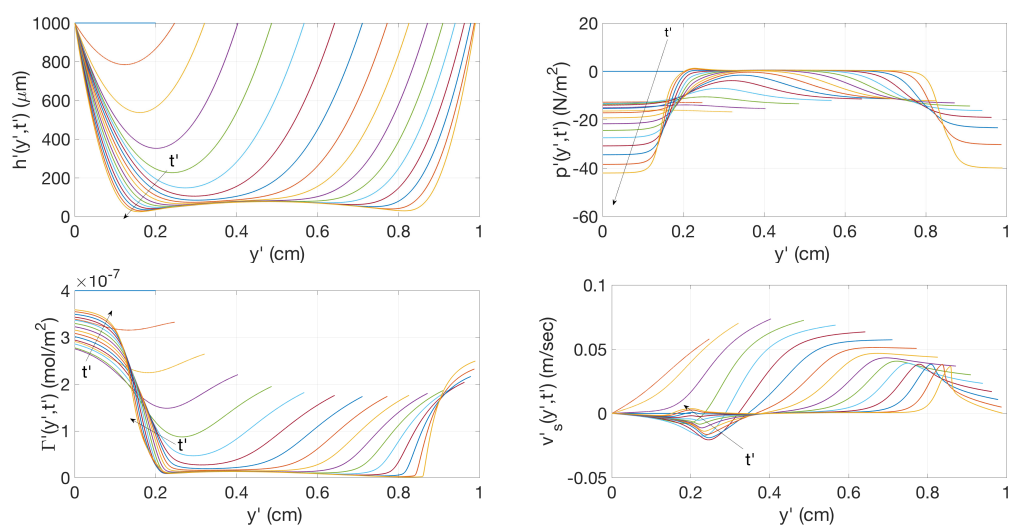 h'(y',t') (μm)
1000
800
600
400
200
0
t'
0 0.2 0.4 0.6 0.8 1
y' (cm)
p'(y',t') (N/m²)
20
0
-20
-40
-60
t'
0 0.2 0.4 0.6 0.8 1
y' (cm)
×10⁻⁷
Γ'(y',t') (mol/m²)
4
3
2
1
0
t'
t'
0 0.2 0.4 0.6 0.8 1
y' (cm)
v'ₛ(y',t') (m/sec)
0.1
0.05
0
-0.05
t'
0 0.2 0.4 0.6 0.8 1
y' (cm)